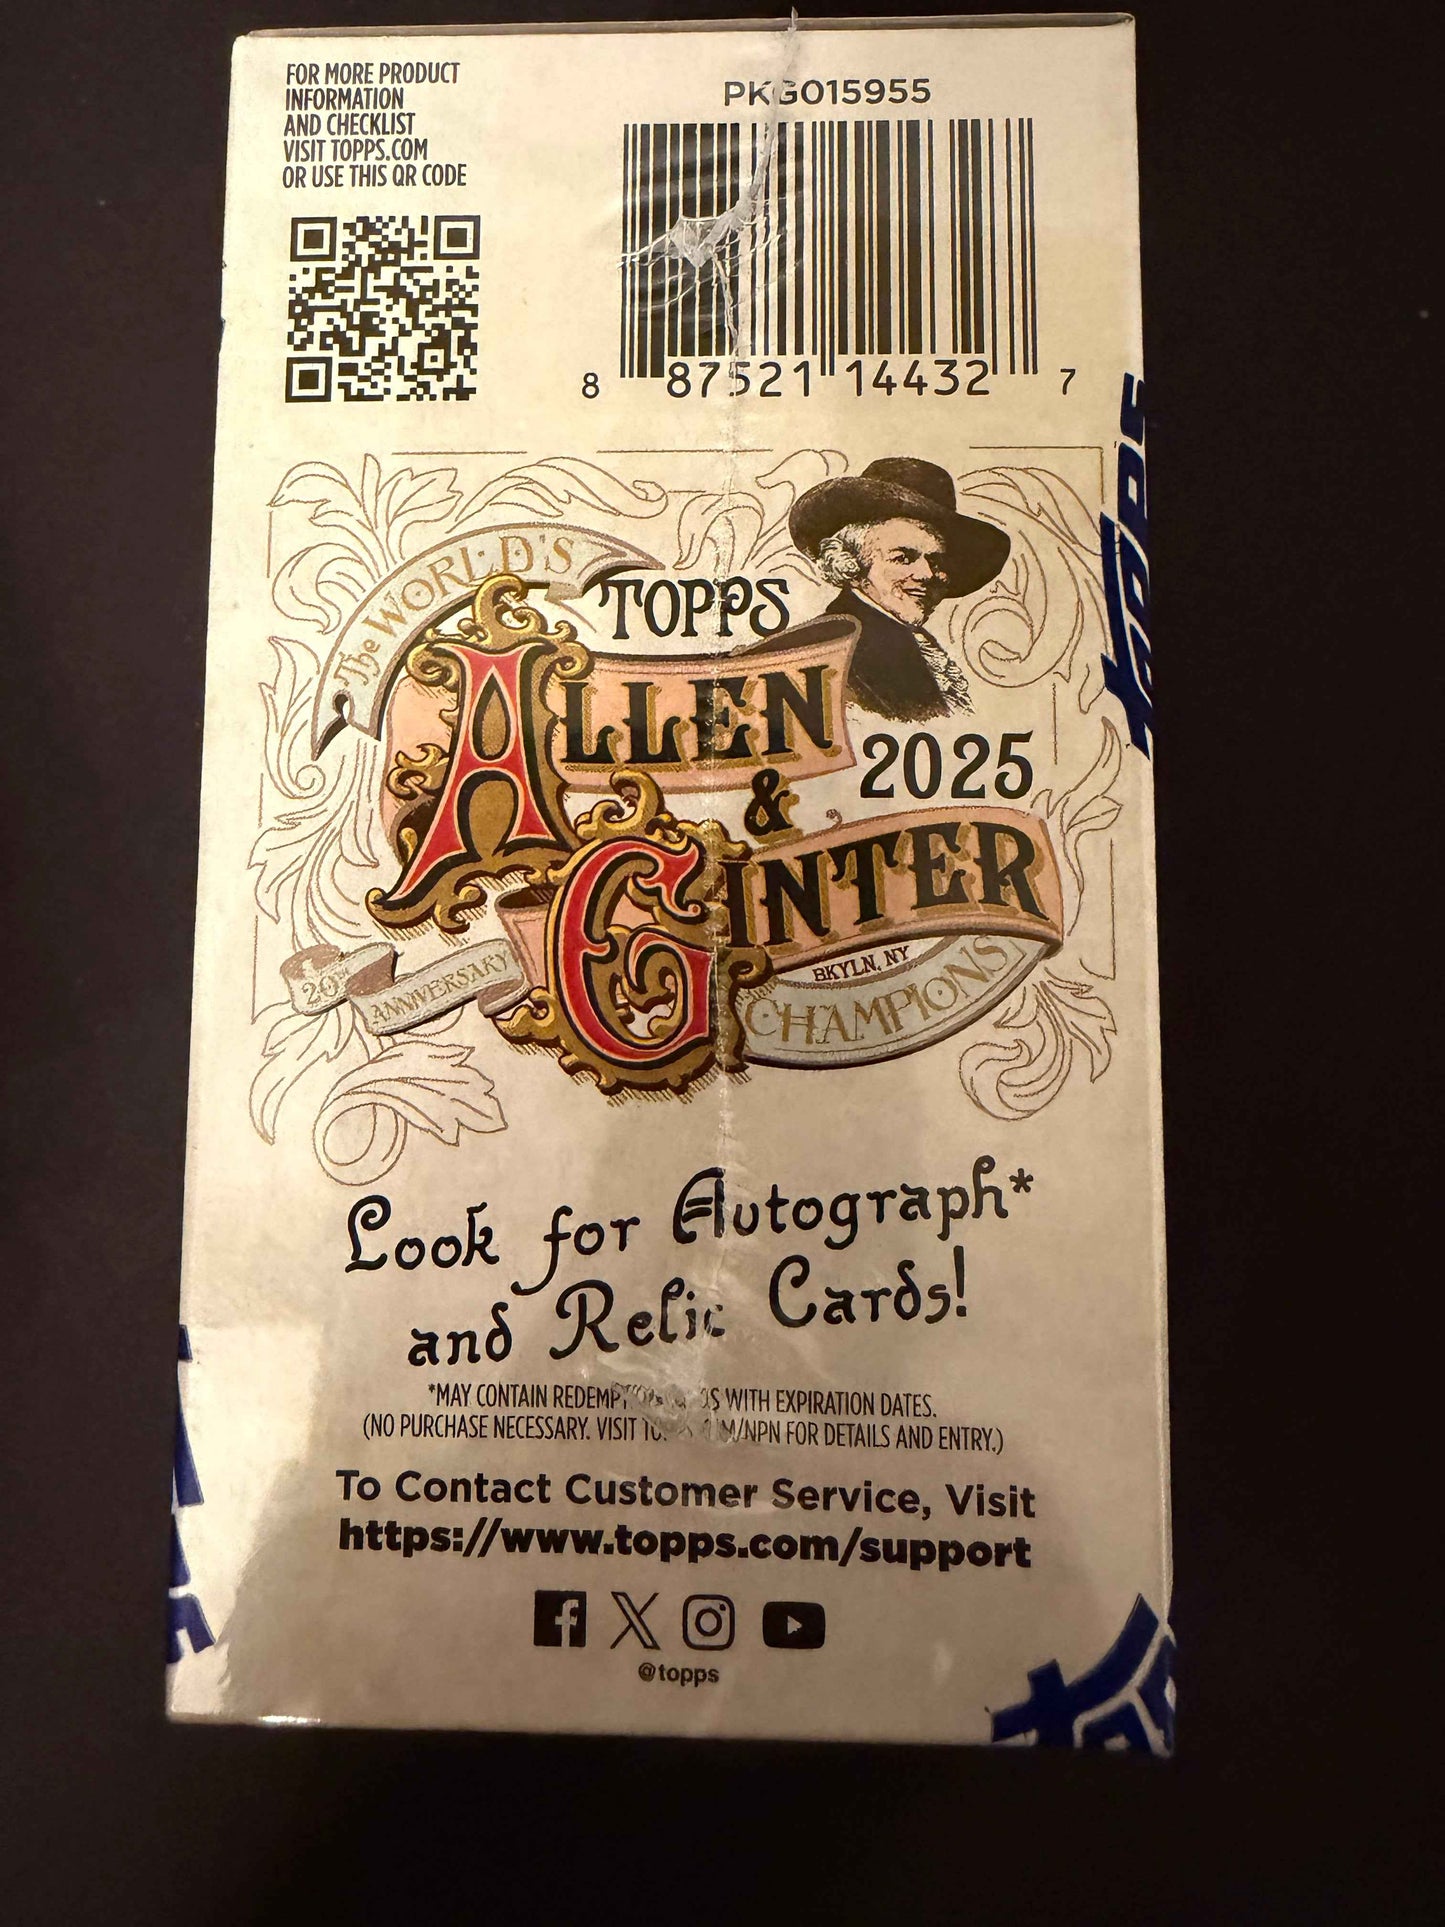 FOR MORE PRODUCT
INFORMATION
AND CHECKLIST
VISIT TOPPS.COM
OR USE THIS QR CODE
PKG015955
8 87521 14432 7
The WORLD'S
TOPPS
ALLEN
2025
&
GINTER
20TH ANNIVERSARY
BKYLN, NY
CHAMPIONS
Look for Autograph*
and Relic Cards!
*MAY CONTAIN WITH EXPIRATION DATES.
(NO PURCHASE NECESSARY. VISIT FOR DETAILS AND ENTRY.)
To Contact Customer Service, Visit
https://www.topps.com/support
@topps
topps
topps